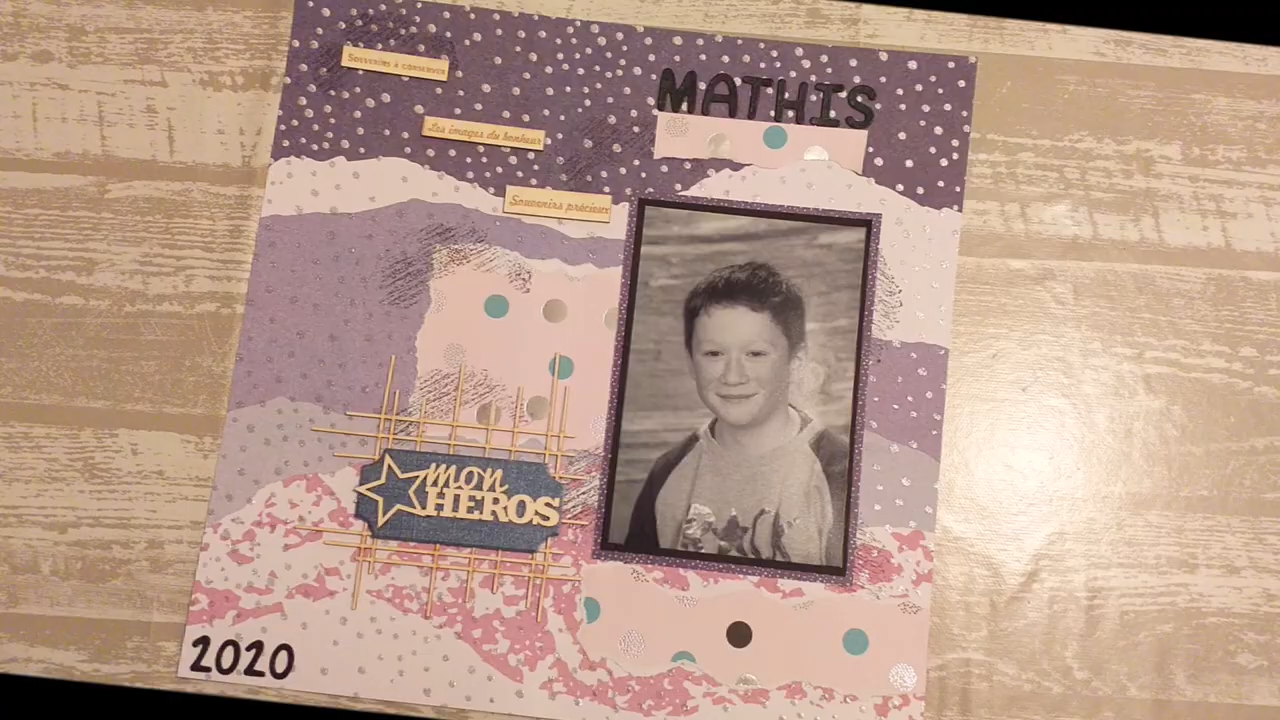 SOUVENIRS À CONSERVER
MATHIS
Les images du bonheur
Souvenirs précieux
mon
HEROS
2020